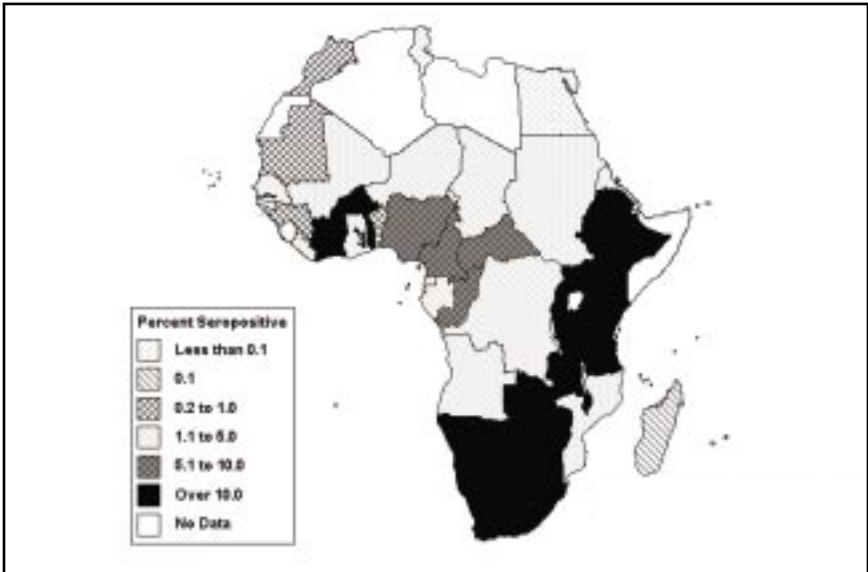 Percent Seropositive
Less than 0.1
0.1
0.2 to 1.0
1.1 to 5.0
5.1 to 10.0
Over 10.0
No Data